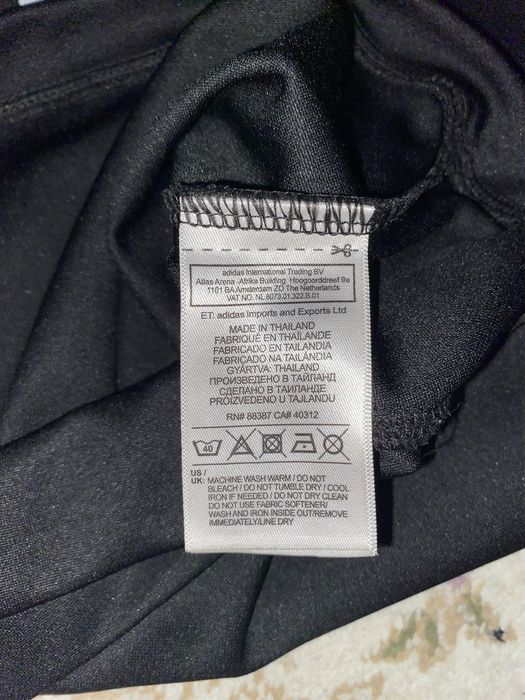 adidas International Trading BV
Atlas Arena -Afrika Building, Hoogoorddreef 9a
1101 BA Amsterdam ZO The Netherlands
VAT NO. NL.8073.01.322.B.01
ET: adidas Imports and Exports Ltd
MADE IN THAILAND
FABRIQUÉ EN THAÏLANDE
FABRICADO EN TAILANDIA
FABRICADO NA TAILÂNDIA
GYÁRTVA: THAILAND
ПРОИЗВЕДЕНО В ТАЙЛАНД
СДЕЛАНО В ТАИЛАНДЕ
PROIZVEDENO U TAJLANDU
RN# 88387 CA# 40312
40
US /
UK: MACHINE WASH WARM / DO NOT
BLEACH / DO NOT TUMBLE DRY / COOL
IRON IF NEEDED / DO NOT DRY CLEAN
DO NOT USE FABRIC SOFTENER/
WASH AND IRON INSIDE OUT/REMOVE
IMMEDIATELY/LINE DRY